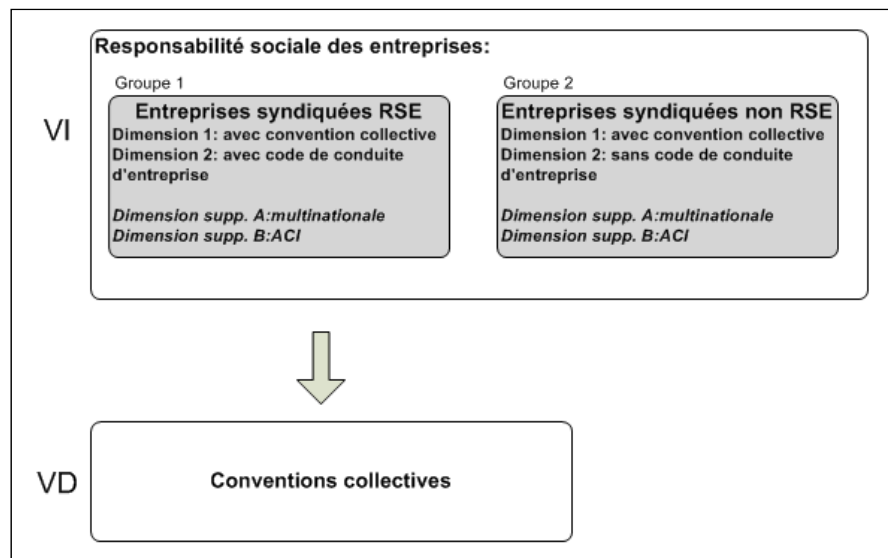 VI
Responsabilité sociale des entreprises:
Groupe 1
Entreprises syndiquées RSE
Dimension 1: avec convention collective
Dimension 2: avec code de conduite
d'entreprise
Dimension supp. A:multinationale
Dimension supp. B:ACI
Groupe 2
Entreprises syndiquées non RSE
Dimension 1: avec convention collective
Dimension 2: sans code de conduite
d'entreprise
Dimension supp. A:multinationale
Dimension supp. B:ACI
VD
Conventions collectives